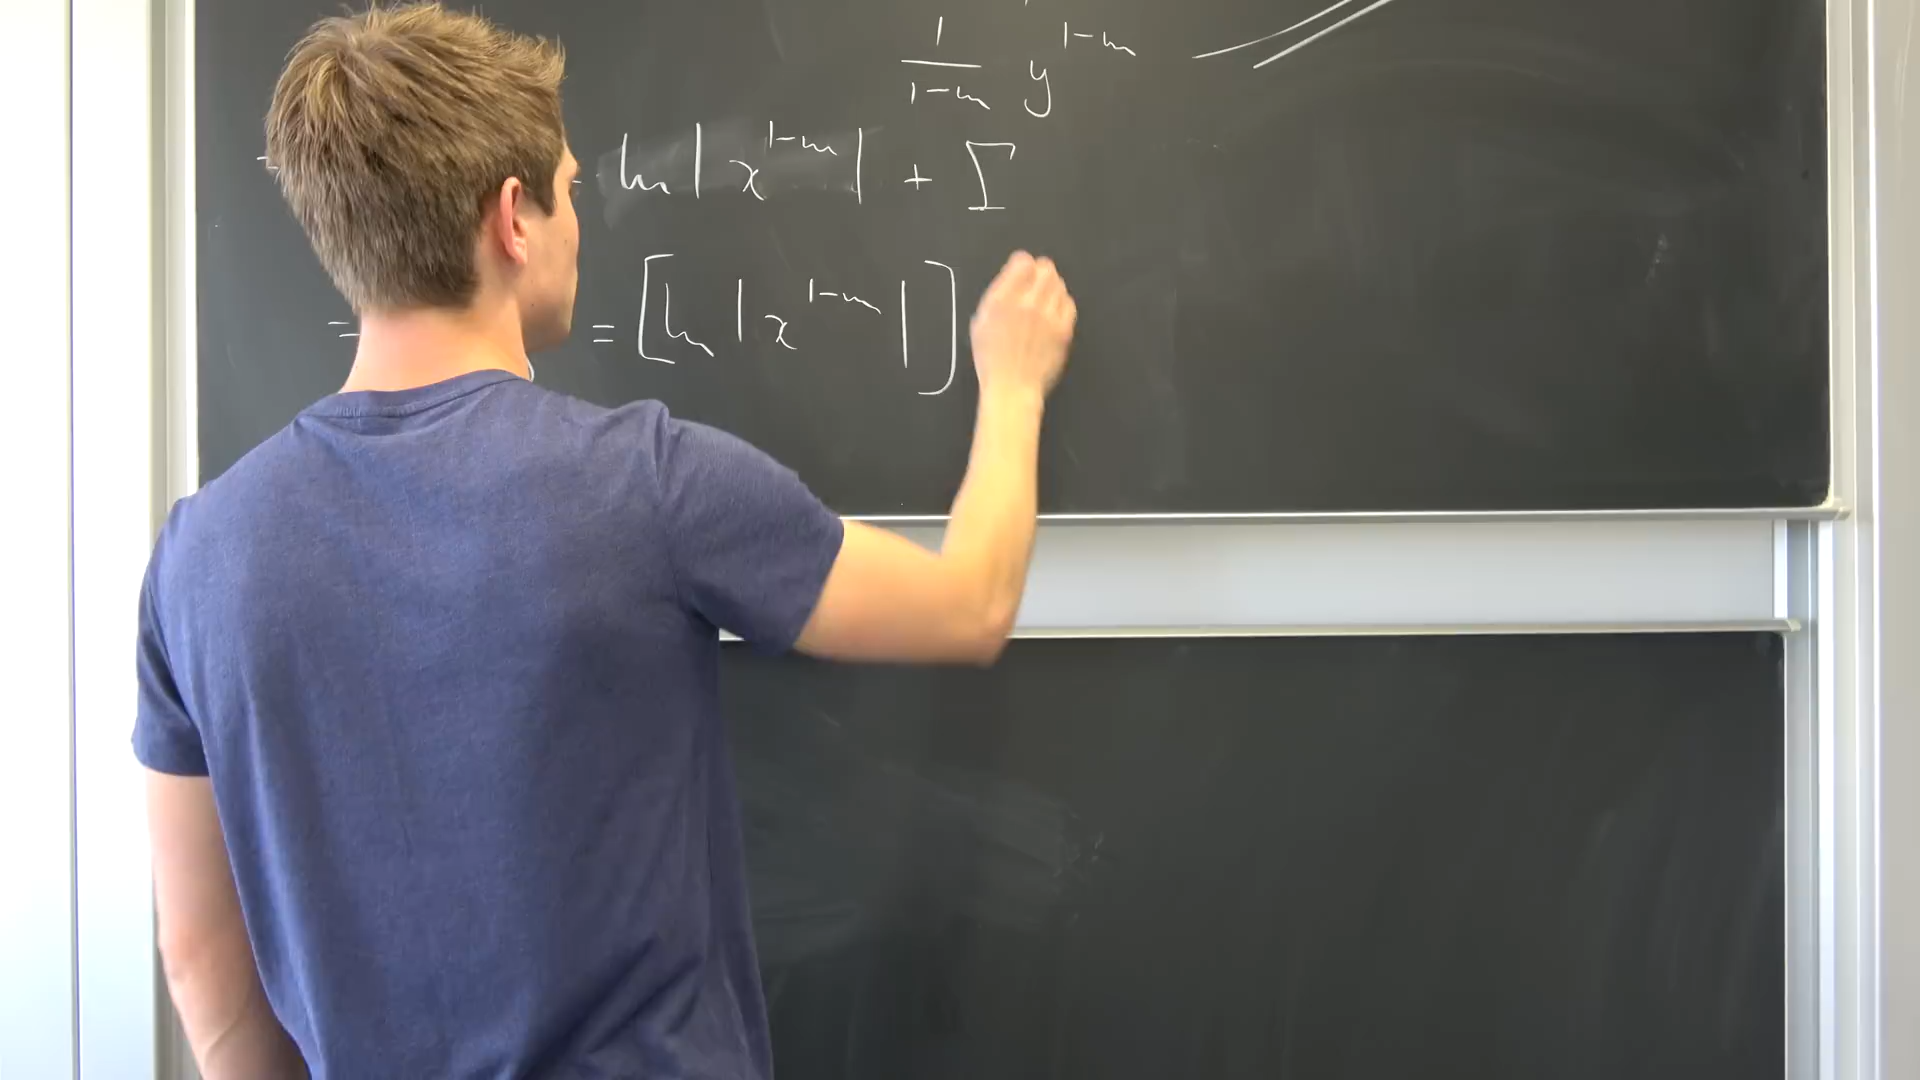 1/(1-m) y^(1-m)
ln |x^(1-m)| + Σ
= = [ln |x^(1-m)|]